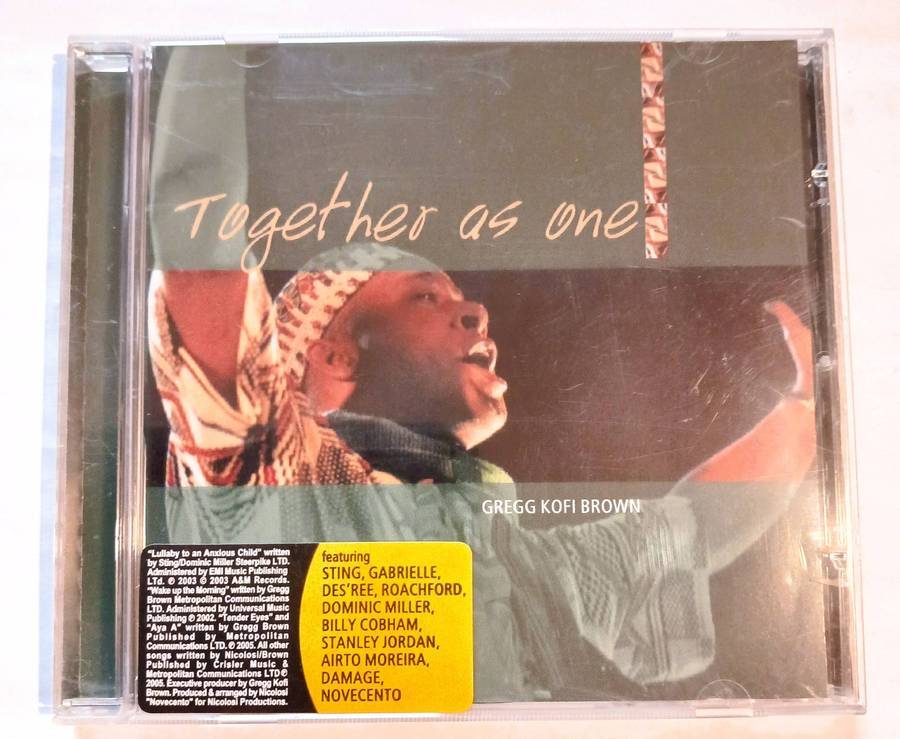 Together as one
GREGG KOFI BROWN
"Lullaby to an Anxious Child" written
by Sting/Dominic Miller Steerpike LTD.
Administered by EMI Music Publishing
LTd. ℗ 2003 © 2003 A&M Records.
"Wake up the Morning" written by Gregg
Brown Metropolitan Communications
LTD. Administered by Universal Music
Publishing ℗ 2002. "Tender Eyes" and
"Aya A" written by Gregg Brown
Published by Metropolitan
Communications LTD. ℗ 2005. All other
songs written by Nicolosi/Brown
Published by Crisler Music &
Metropolitan Communications LTD℗
2005. Executive producer by Gregg Kofi
Brown. Produced & arranged by Nicolosi
"Novecento" for Nicolosi Productions.
featuring
STING, GABRIELLE,
DES'REE, ROACHFORD,
DOMINIC MILLER,
BILLY COBHAM,
STANLEY JORDAN,
AIRTO MOREIRA,
DAMAGE,
NOVECENTO